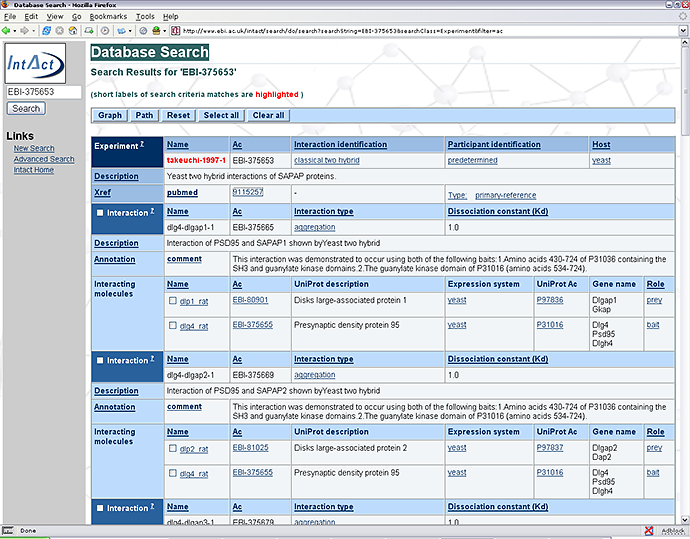 Database Search - Mozilla Firefox
File Edit View Go Bookmarks Tools Help
http://www.ebi.ac.uk/intact/search/do/search?searchString=EBI-375653&searchClass=Experiment&filter=ac
IntAct
EBI-375653
Search
Links
New Search
Advanced Search
Intact Home
Database Search
Search Results for 'EBI-375653'
(short labels of search criteria matches are highlighted )
Graph Path Reset Select all Clear all
Experiment ? Name Ac Interaction identification Participant identification Host
takeuchi-1997-1 EBI-375653 classical two hybrid predetermined yeast
Description Yeast two hybrid interactions of SAPAP proteins.
Xref pubmed 9115257 - Type: primary-reference
Interaction ? Name Ac Interaction type Dissociation constant (Kd)
dlg4-dlgap1-1 EBI-375665 aggregation 1.0
Description Interaction of PSD95 and SAPAP1 shown byYeast two hybrid
Annotation comment This interaction was demonstrated to occur using both of the following baits:1.Amino acids 430-724 of P31036 containing the
SH3 and guanylate kinase domains.2.The guanylate kinase domain of P31016 (amino acids 534-724).
Interacting molecules Name Ac UniProt description Expression system UniProt Ac Gene name Role
dlp1_rat EBI-80901 Disks large-associated protein 1 yeast P97836 Dlgap1 prey
Gkap
dlg4_rat EBI-375655 Presynaptic density protein 95 yeast P31016 Dlg4 bait
Psd95
Dlgh4
Interaction ? Name Ac Interaction type Dissociation constant (Kd)
dlg4-dlgap2-1 EBI-375669 aggregation 1.0
Description Interaction of PSD95 and SAPAP2 shown byYeast two hybrid
Annotation comment This interaction was demonstrated to occur using both of the following baits:1.Amino acids 430-724 of P31036 containing the
SH3 and guanylate kinase domains.2.The guanylate kinase domain of P31016 (amino acids 534-724).
Interacting molecules Name Ac UniProt description Expression system UniProt Ac Gene name Role
dlp2_rat EBI-81025 Disks large-associated protein 2 yeast P97837 Dlgap2 prey
Dap2
dlg4_rat EBI-375655 Presynaptic density protein 95 yeast P31016 Dlg4 bait
Psd95
Dlgh4
Interaction ? Name Ac Interaction type Dissociation constant (Kd)
dlg4-dlgap3-1 EBI-375679 aggregation 1.0
Done Adblock